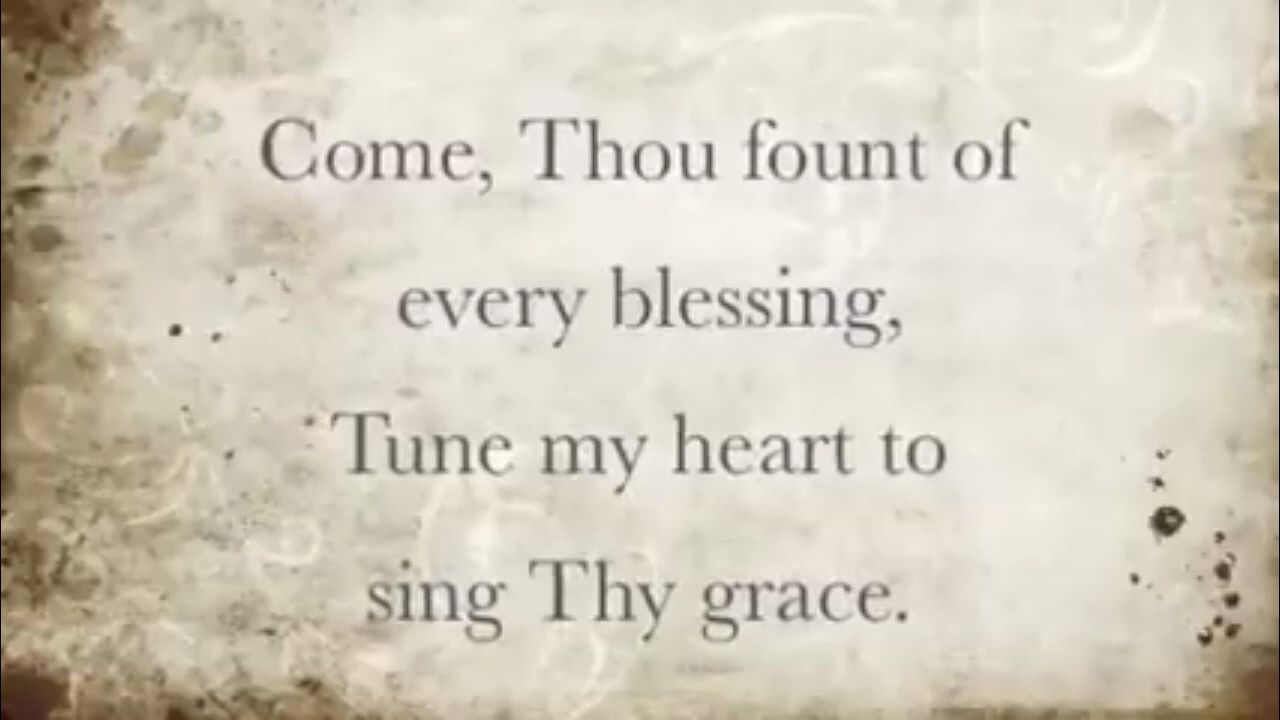 Come, Thou fount of
every blessing,
Tune my heart to
sing Thy grace.